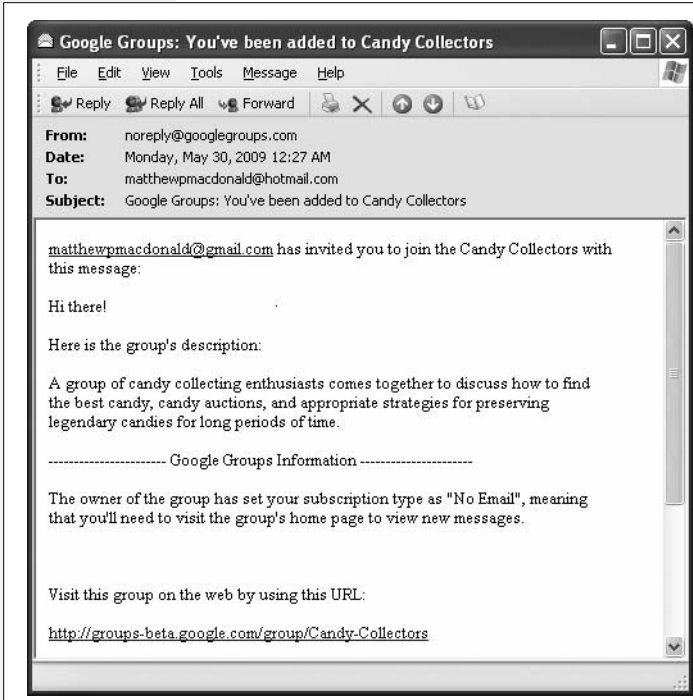 Google Groups: You've been added to Candy Collectors
File Edit View Tools Message Help
Reply Reply All Forward
From: noreply@googlegroups.com
Date: Monday, May 30, 2009 12:27 AM
To: matthewpmacdonald@hotmail.com
Subject: Google Groups: You've been added to Candy Collectors
matthewpmacdonald@gmail.com has invited you to join the Candy Collectors with
this message:
Hi there!
Here is the group's description:
A group of candy collecting enthusiasts comes together to discuss how to find
the best candy, candy auctions, and appropriate strategies for preserving
legendary candies for long periods of time.
----------------------- Google Groups Information ----------------------
The owner of the group has set your subscription type as "No Email", meaning
that you'll need to visit the group's home page to view new messages.
Visit this group on the web by using this URL:
http://groups-beta.google.com/group/Candy-Collectors